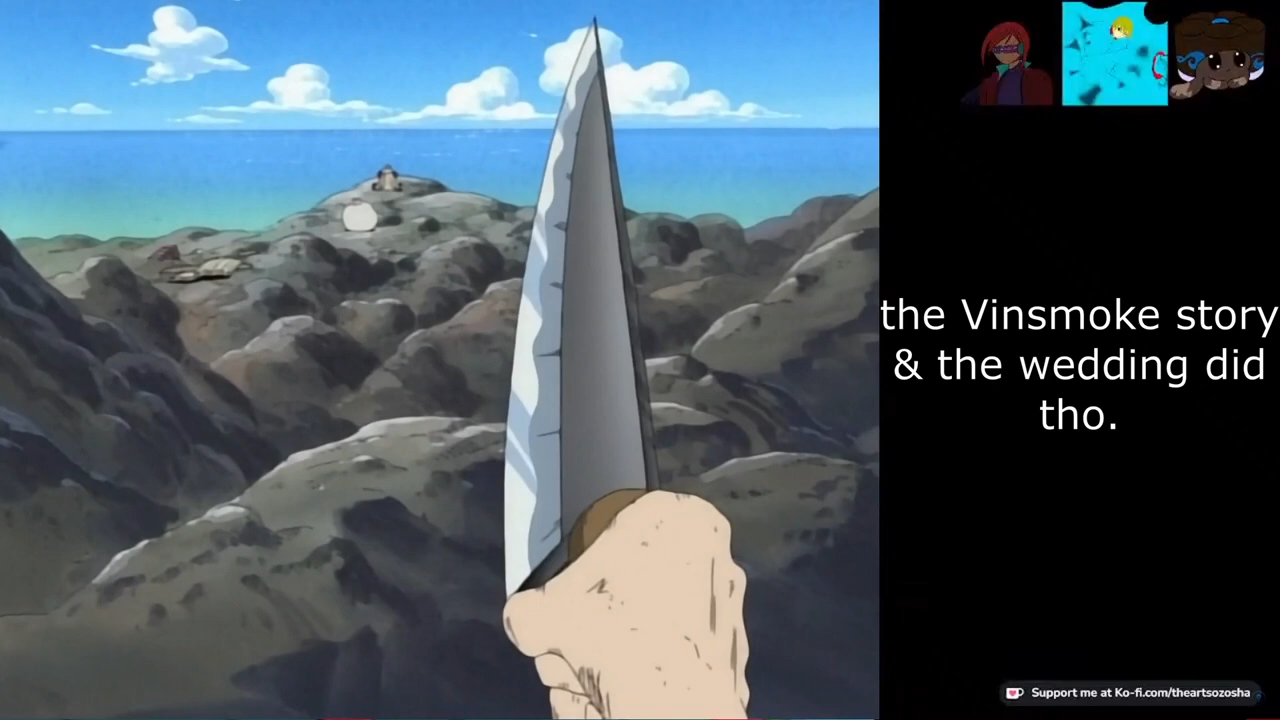 the Vinsmoke story
& the wedding did
tho.
Support me at Ko-fi.com/theartsozosha